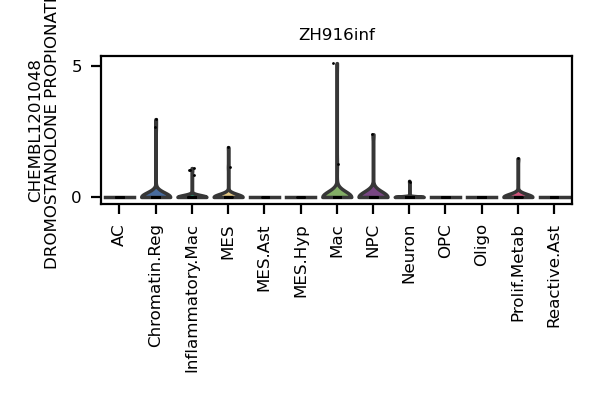 ZH916inf
CHEMBL1201048
DROMOSTANOLONE PROPIONAT
5
0
AC
Chromatin.Reg
Inflammatory.Mac
MES
MES.Ast
MES.Hyp
Mac
NPC
Neuron
OPC
Oligo
Prolif.Metab
Reactive.Ast